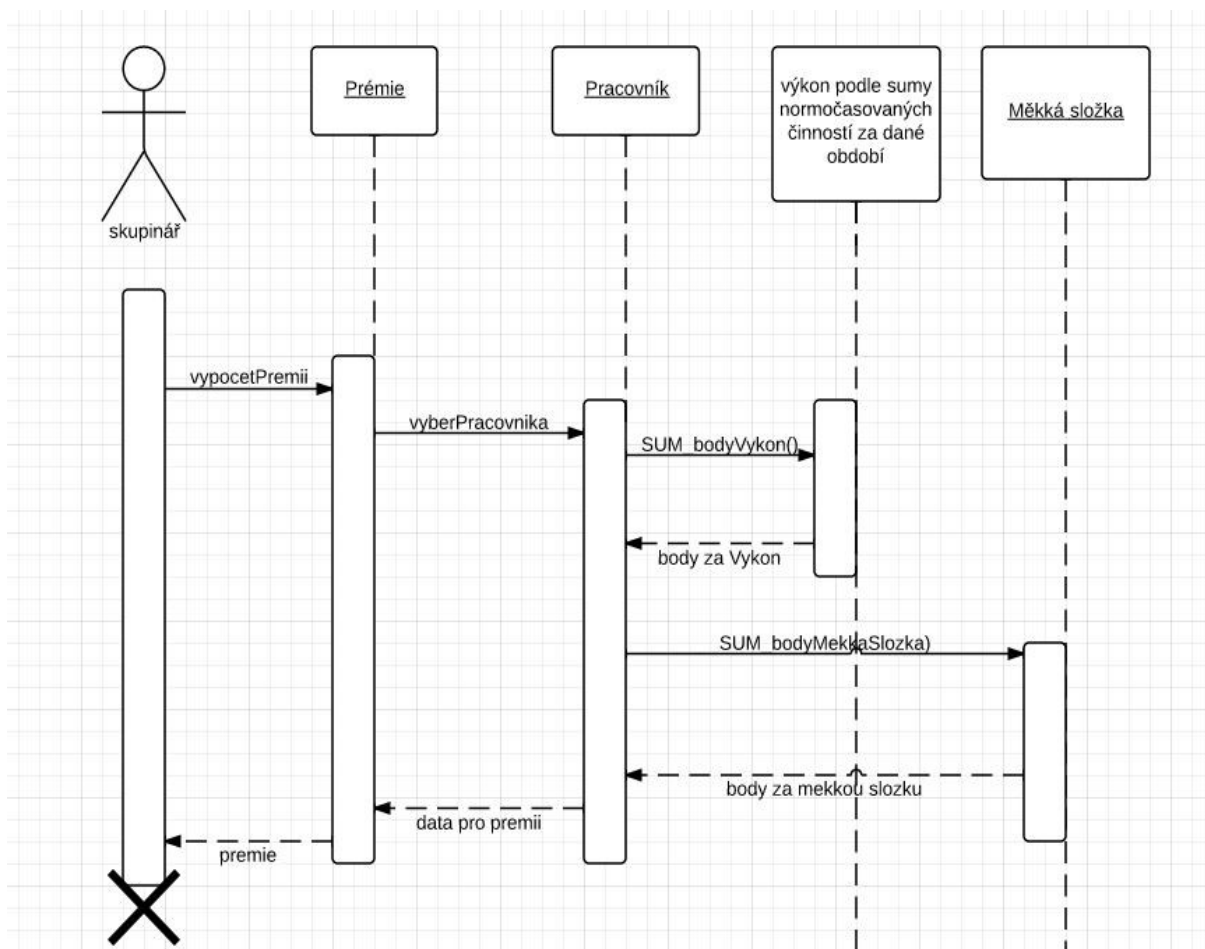 Prémie
Pracovník
výkon podle sumy
normočasovaných
činností za dané
období
Měkká složka
skupinář
vypocetPremii
vyberPracovnika
SUM_bodyVykon()
body za Vykon
SUM_bodyMekkaSlozka)
body za mekkou slozku
data pro premii
premie